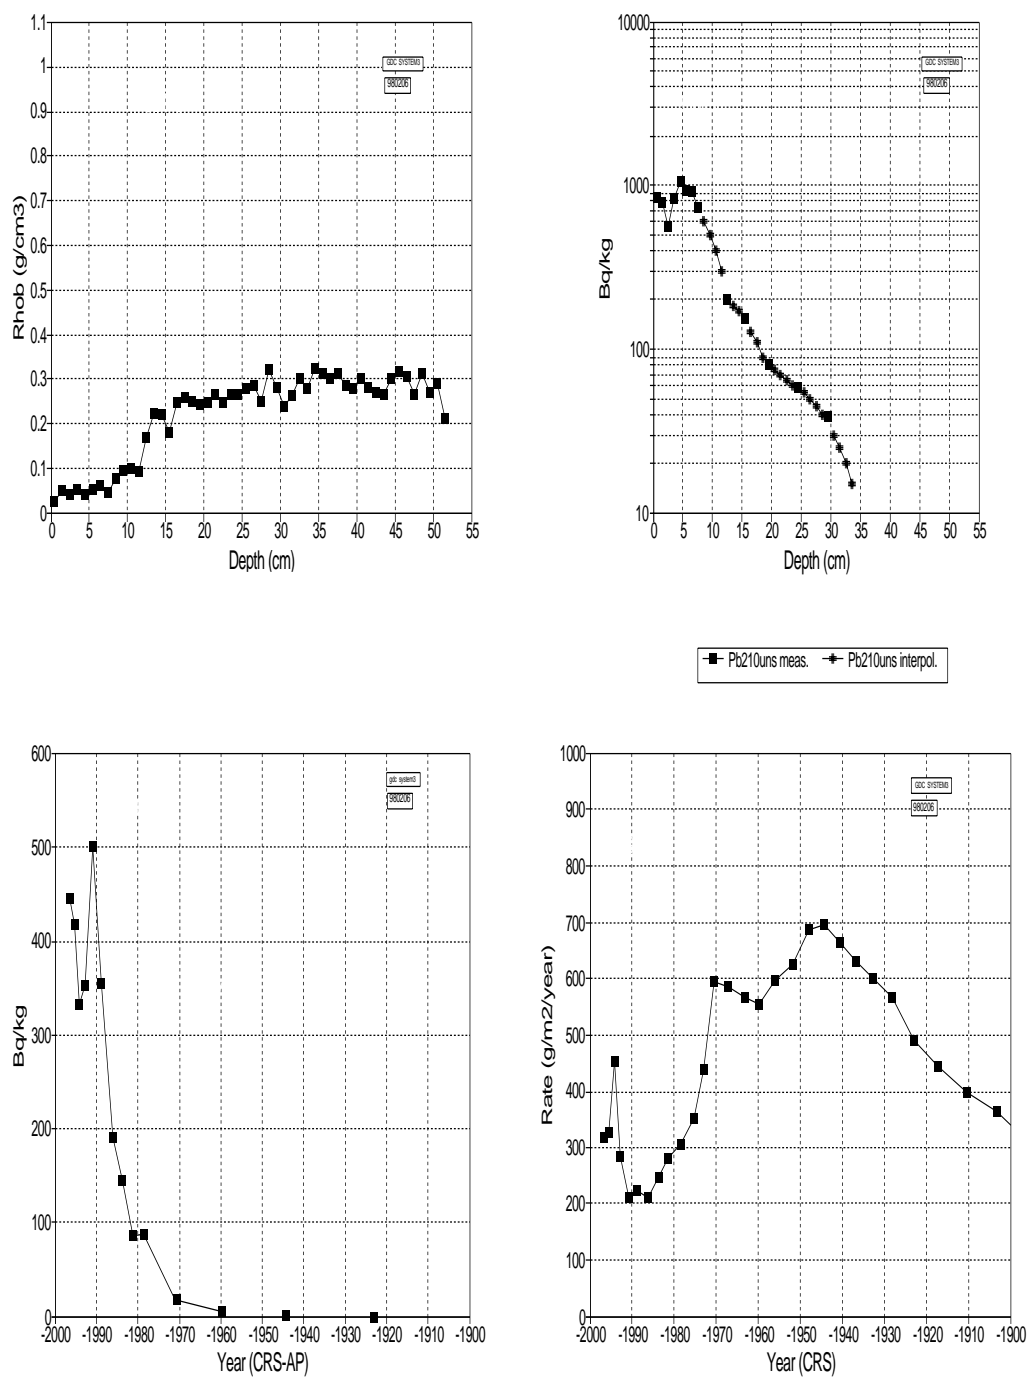 1.1
1
0.9
0.8
0.7
0.6
0.5
0.4
0.3
0.2
0.1
0
Rhob (g/cm3)
GDC SYSTEM3
980206
0 5 10 15 20 25 30 35 40 45 50 55
Depth (cm)
10000
1000
100
10
Bq/kg
GDC SYSTEM3
980206
0 5 10 15 20 25 30 35 40 45 50 55
Depth (cm)
Pb210uns meas. Pb210uns interpol.
600
500
400
300
200
100
0
Bq/kg
gdc system3
980206
-2000 -1990 -1980 -1970 -1960 -1950 -1940 -1930 -1920 -1910 -1900
Year (CRS-AP)
1000
900
800
700
600
500
400
300
200
100
0
Rate (g/m2/year)
GDC SYSTEM3
980206
-2000 -1990 -1980 -1970 -1960 -1950 -1940 -1930 -1920 -1910 -1900
Year (CRS)